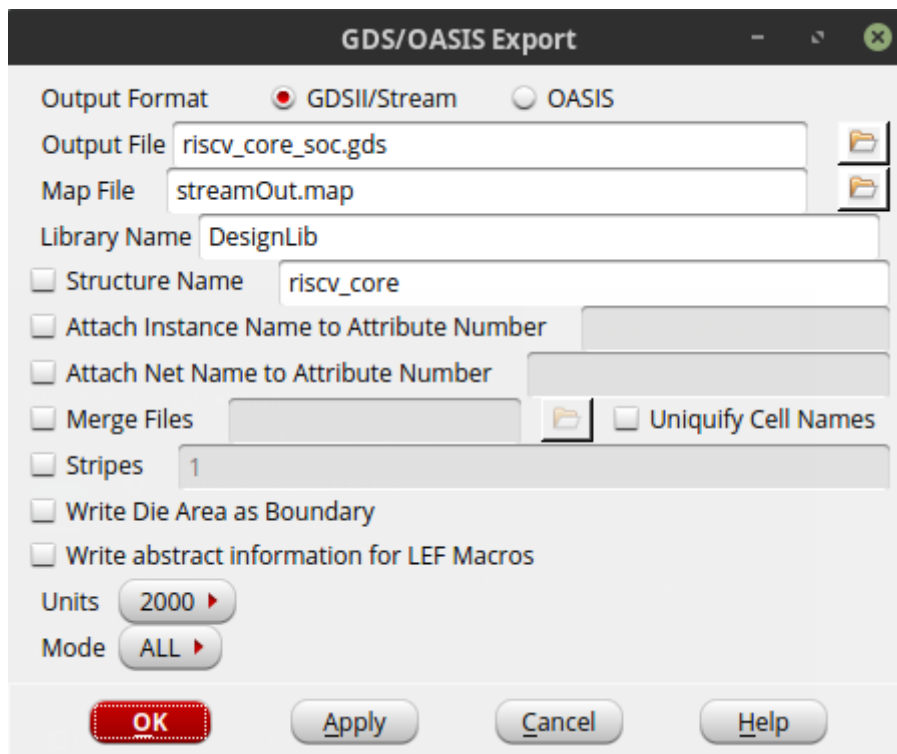 GDS/OASIS Export
Output Format GDSII/Stream OASIS
Output File riscv_core_soc.gds
Map File streamOut.map
Library Name DesignLib
Structure Name riscv_core
Attach Instance Name to Attribute Number
Attach Net Name to Attribute Number
Merge Files Uniquify Cell Names
Stripes 1
Write Die Area as Boundary
Write abstract information for LEF Macros
Units 2000
Mode ALL
OK Apply Cancel Help